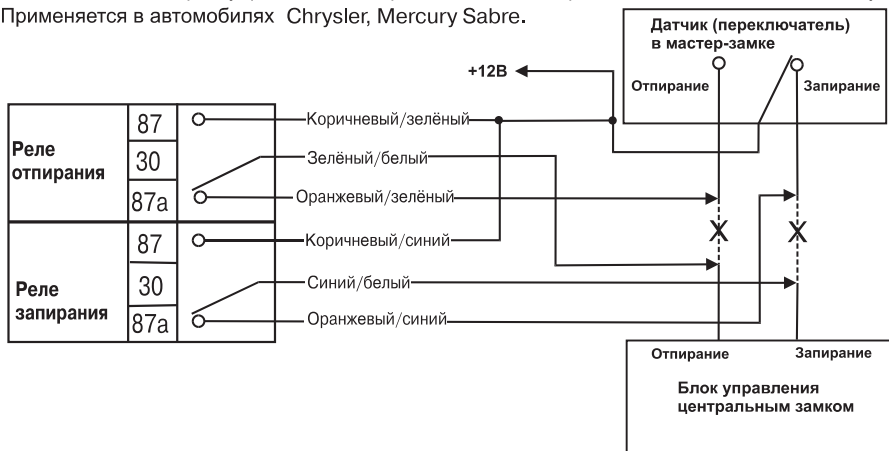 Применяется в автомобилях Chrysler, Mercury Sabre.
Датчик (переключатель)
в мастер-замке
+12В
Отпирание
Запирание
Реле
отпирания
87
30
87а
Коричневый/зелёный
Зелёный/белый
Оранжевый/зелёный
Реле
запирания
87
30
87а
Коричневый/синий
Синий/белый
Оранжевый/синий
X
X
Отпирание
Запирание
Блок управления
центральным замком